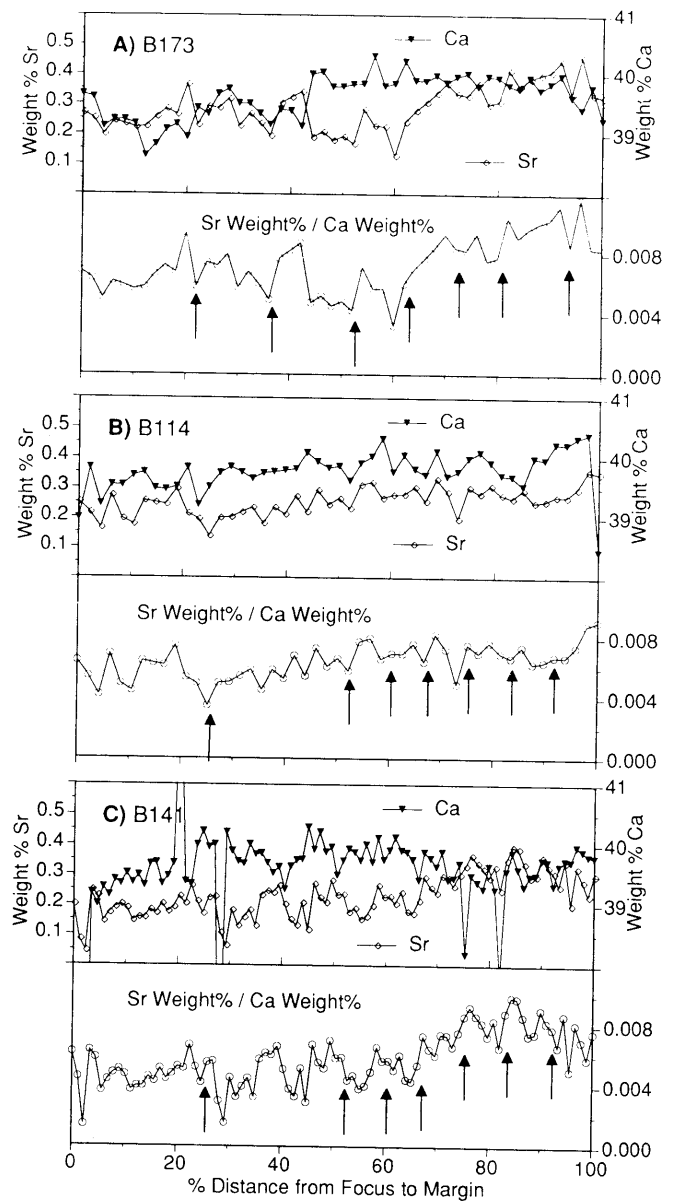 41
0.5
A) B173
Ca
0.4
40
Weight % Sr
0.3
Weight % Ca
0.2
39
0.1
Sr
Sr Weight% / Ca Weight%
0.008
0.004
0.000
41
0.5
B) B114
Ca
0.4
40
Weight % Sr
0.3
Weight % Ca
0.2
39
0.1
Sr
Sr Weight% / Ca Weight%
0.008
0.004
0.000
41
0.5
C) B141
Ca
0.4
40
Weight % Sr
0.3
Weight % Ca
0.2
39
0.1
Sr
Sr Weight% / Ca Weight%
0.008
0.004
0.000
0 20 40 60 80 100
% Distance from Focus to Margin